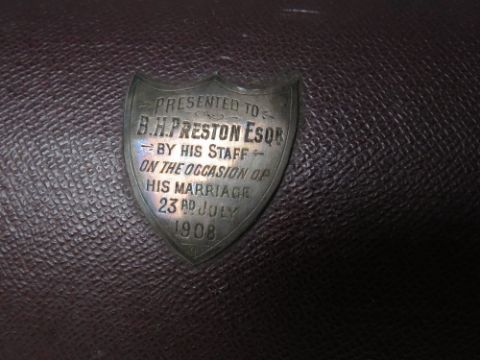 PRESENTED TO
B.H. PRESTON ESQR
BY HIS STAFF
ON THE OCCASION OF
HIS MARRIAGE
23RD JULY
1908